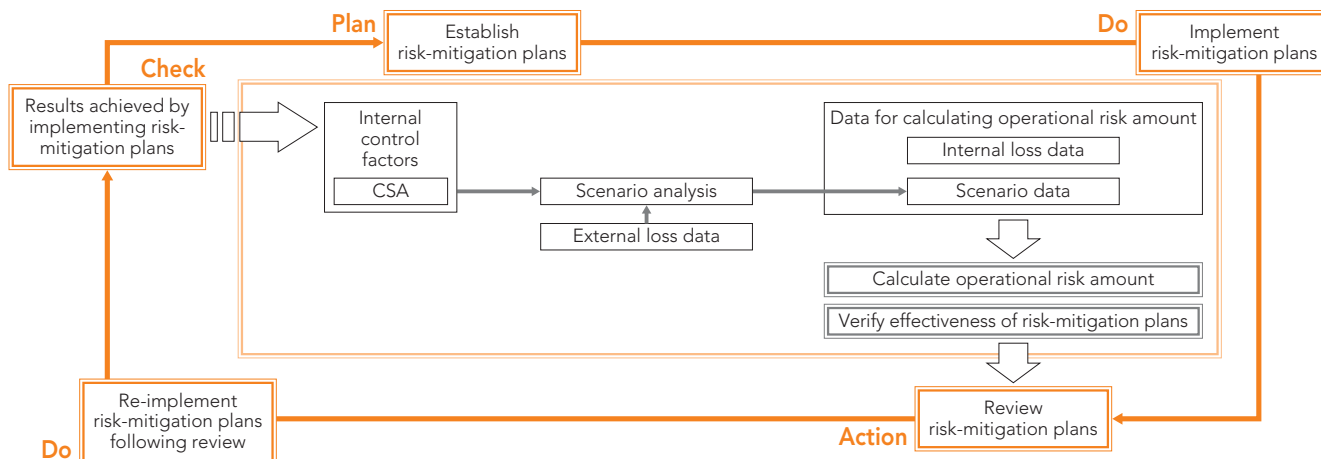 Plan
Establish
risk-mitigation plans
Do
Implement
risk-mitigation plans
Check
Results achieved by
implementing risk-
mitigation plans
Internal
control
factors
CSA
Scenario analysis
External loss data
Data for calculating operational risk amount
Internal loss data
Scenario data
Calculate operational risk amount
Verify effectiveness of risk-mitigation plans
Review
risk-mitigation plans
Action
Re-implement
risk-mitigation plans
following review
Do